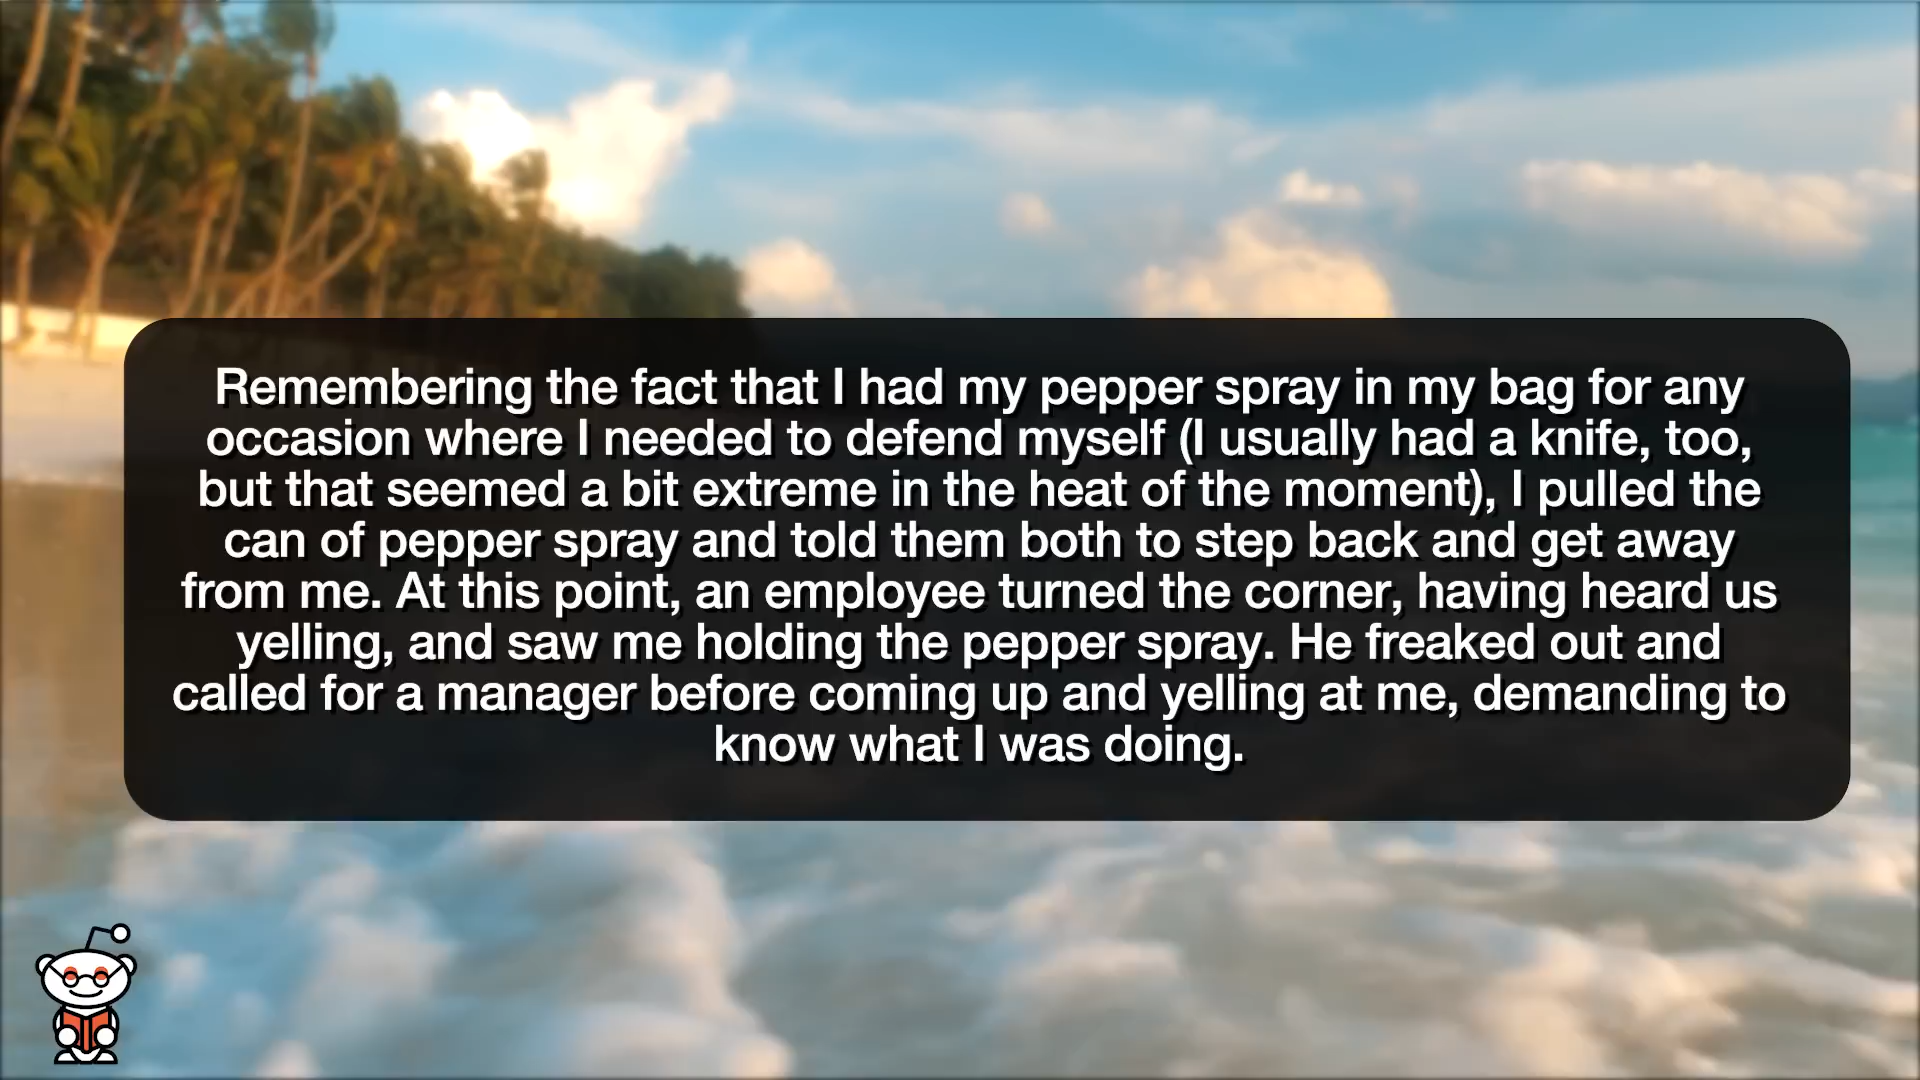 Remembering the fact that I had my pepper spray in my bag for any
occasion where I needed to defend myself (I usually had a knife, too,
but that seemed a bit extreme in the heat of the moment), I pulled the
can of pepper spray and told them both to step back and get away
from me. At this point, an employee turned the corner, having heard us
yelling, and saw me holding the pepper spray. He freaked out and
called for a manager before coming up and yelling at me, demanding to
know what I was doing.